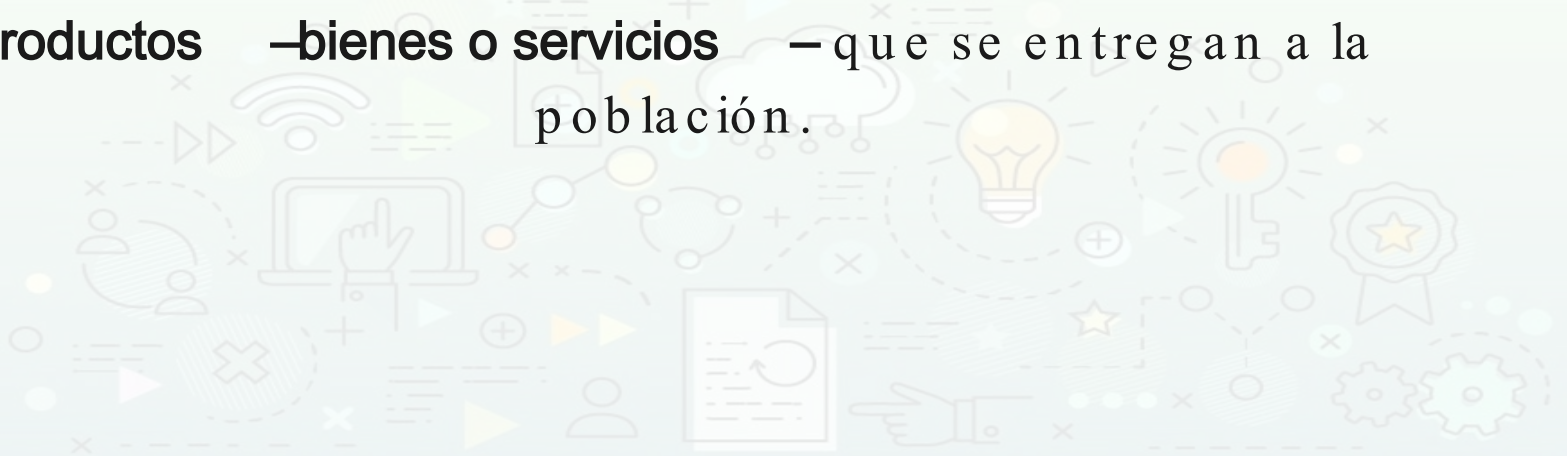 roductos –bienes o servicios – que se entregan a la
población.